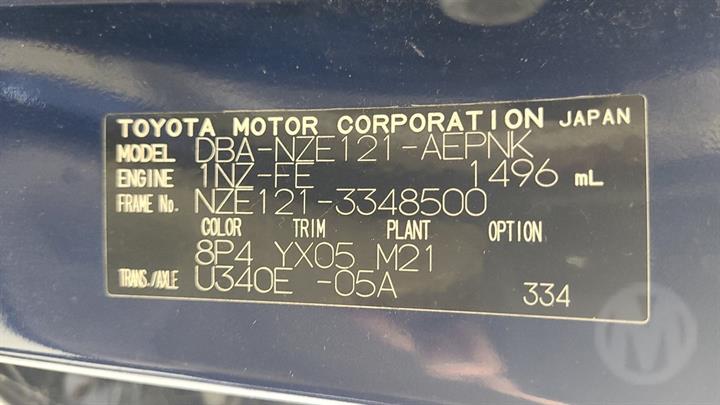 TOYOTA MOTOR CORPORATION JAPAN
MODEL DBA-NZE121-AEPNK
ENGINE 1NZ-FE 1496 mL
FRAME No. NZE121-3348500
COLOR TRIM PLANT OPTION
8P4 YX05 M21
TRANS./AXLE U340E -05A 334
M